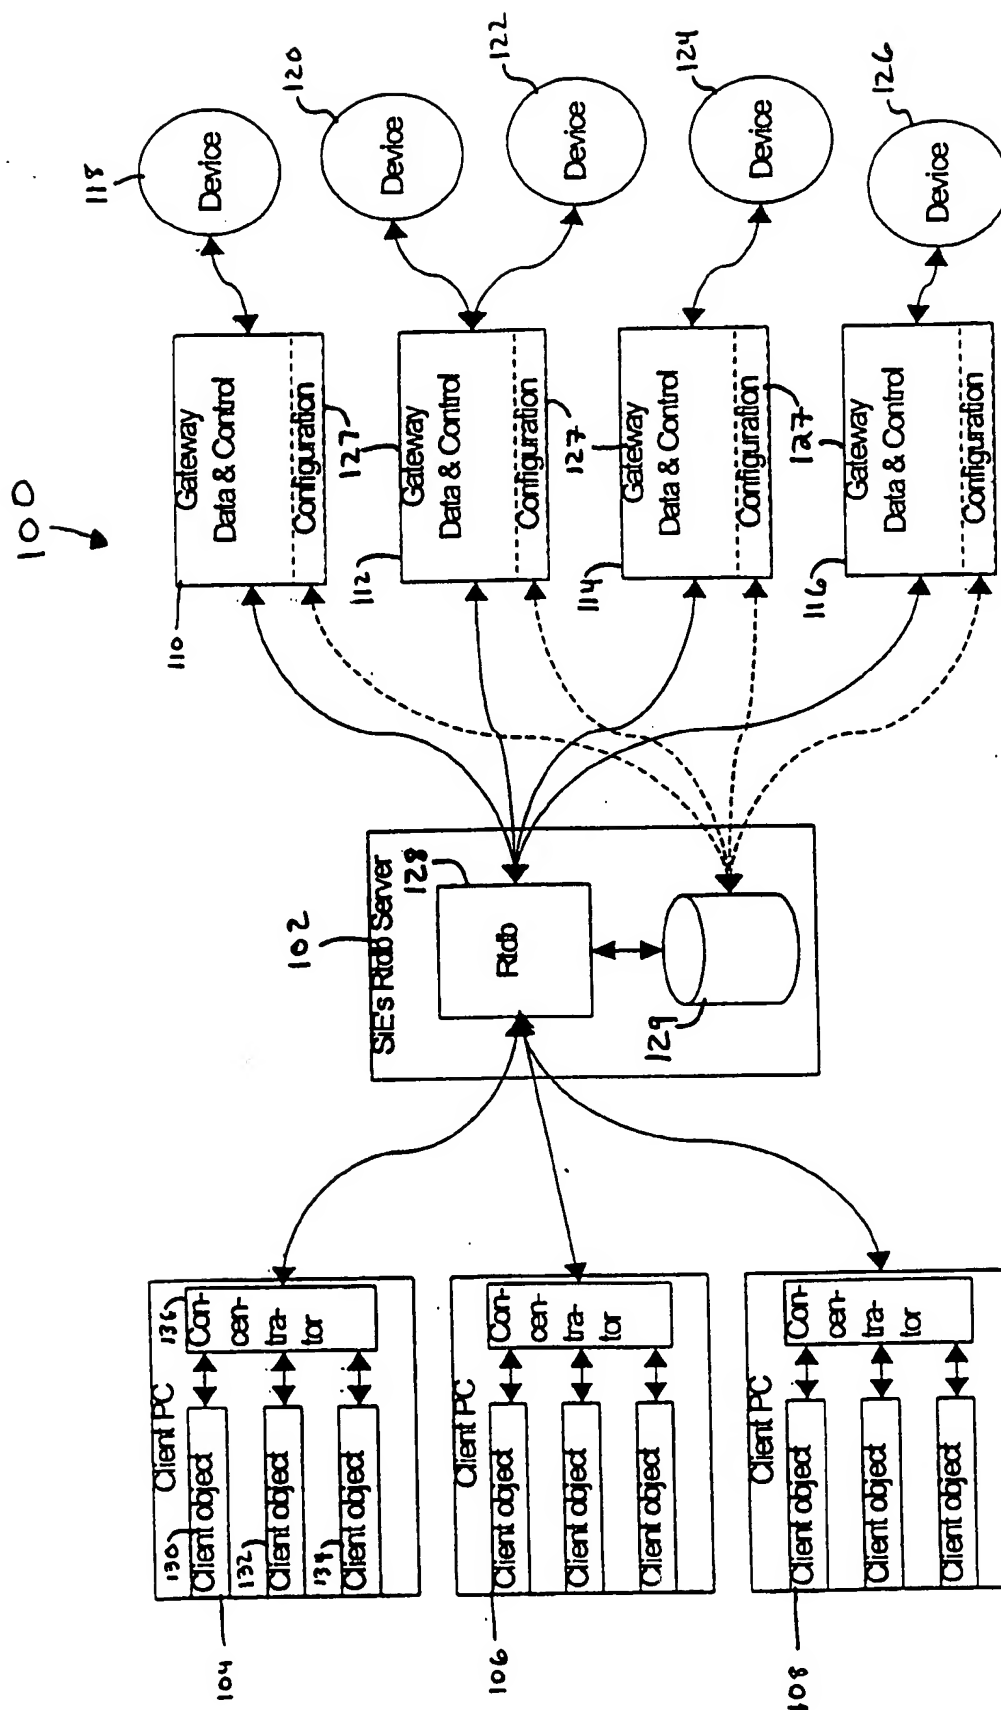 100
Client PC
136
Con-
cen-
tra-
tor
130
Client object
132
Client object
134
Client object
104
Client PC
Con-
cen-
tra-
tor
Client object
Client object
Client object
106
Client PC
Con-
cen-
tra-
tor
Client object
Client object
Client object
108
102
SiE's Rtdb Server
128
Rtdb
129
110
Gateway
Data & Control
Configuration
127
112
Gateway
Data & Control
Configuration
127
114
Gateway
Data & Control
Configuration
127
116
Gateway
Data & Control
Configuration
127
118
Device
120
Device
122
Device
124
Device
126
Device